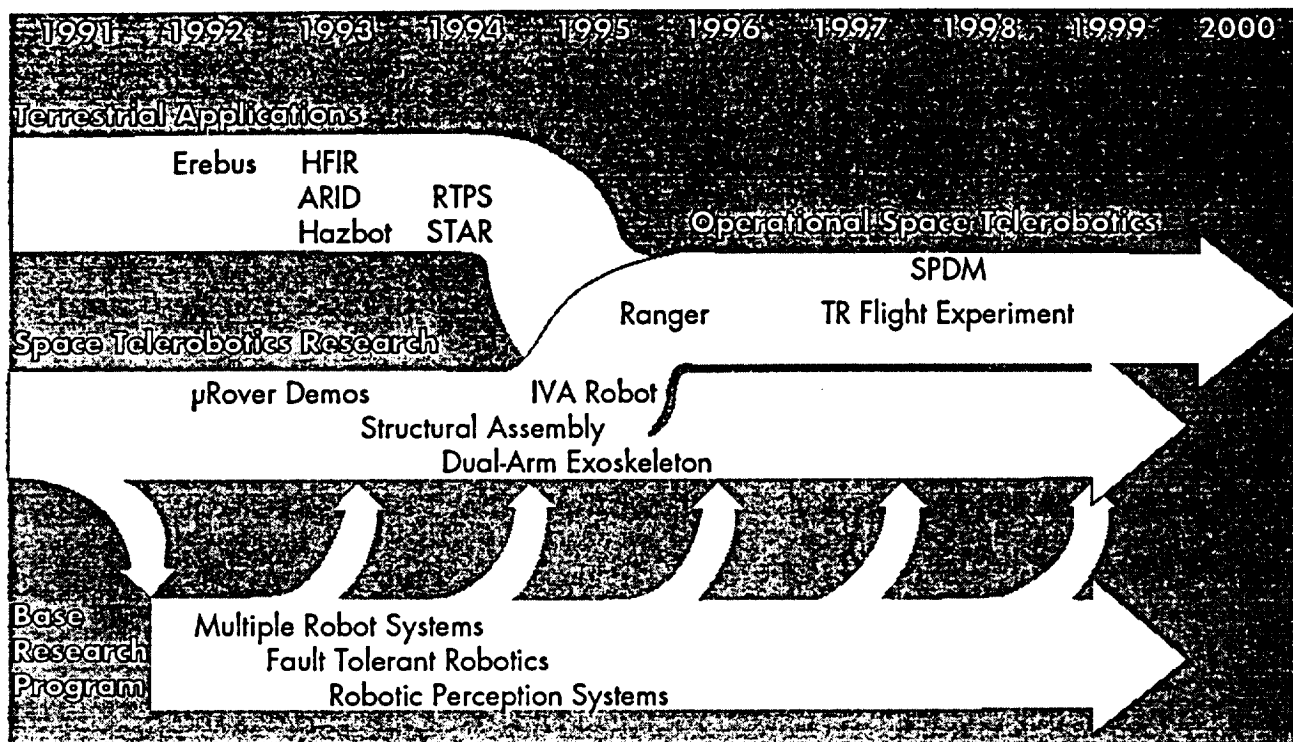 1991 1992 1993 1994 1995 1996 1997 1998 1999 2000
Terrestrial Applications
Erebus HFIR
ARID RTPS
Hazbot STAR
Operational Space Telerobotics
SPDM
Ranger TR Flight Experiment
Space Telerobotics Research
µRover Demos IVA Robot
Structural Assembly
Dual-Arm Exoskeleton
Base
Research
Program
Multiple Robot Systems
Fault Tolerant Robotics
Robotic Perception Systems